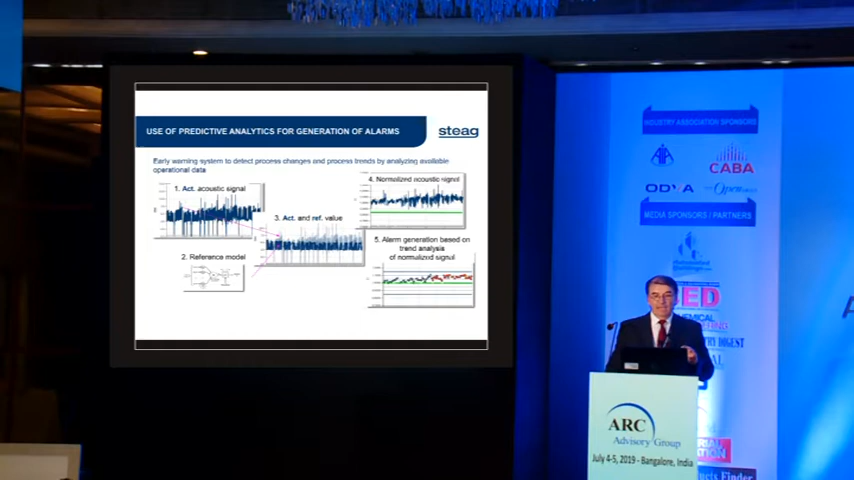 USE OF PREDICTIVE ANALYTICS FOR GENERATION OF ALARMS
steag
Early warning system to detect process changes and process trends by analyzing available
operational data
1. Act. acoustic signal
2. Reference model
3. Act. and ref. value
4. Normalized acoustic signal
5. Alarm generation based on
trend analysis
of normalized signal
INDUSTRY ASSOCIATION SPONSORS
CABA
ODVA
MEDIA SPONSORS / PARTNERS
ARC
Advisory Group
July 4-5, 2019 - Bangalore, India